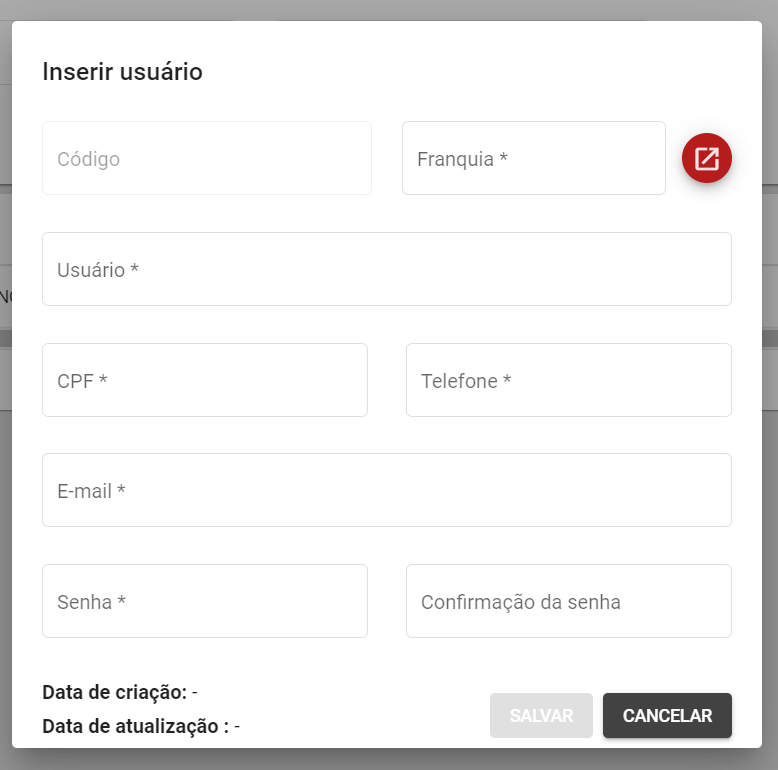 Inserir usuário
Código
Franquia *
Usuário *
CPF *
Telefone *
E-mail *
Senha *
Confirmação da senha
Data de criação: -
Data de atualização : -
SALVAR
CANCELAR